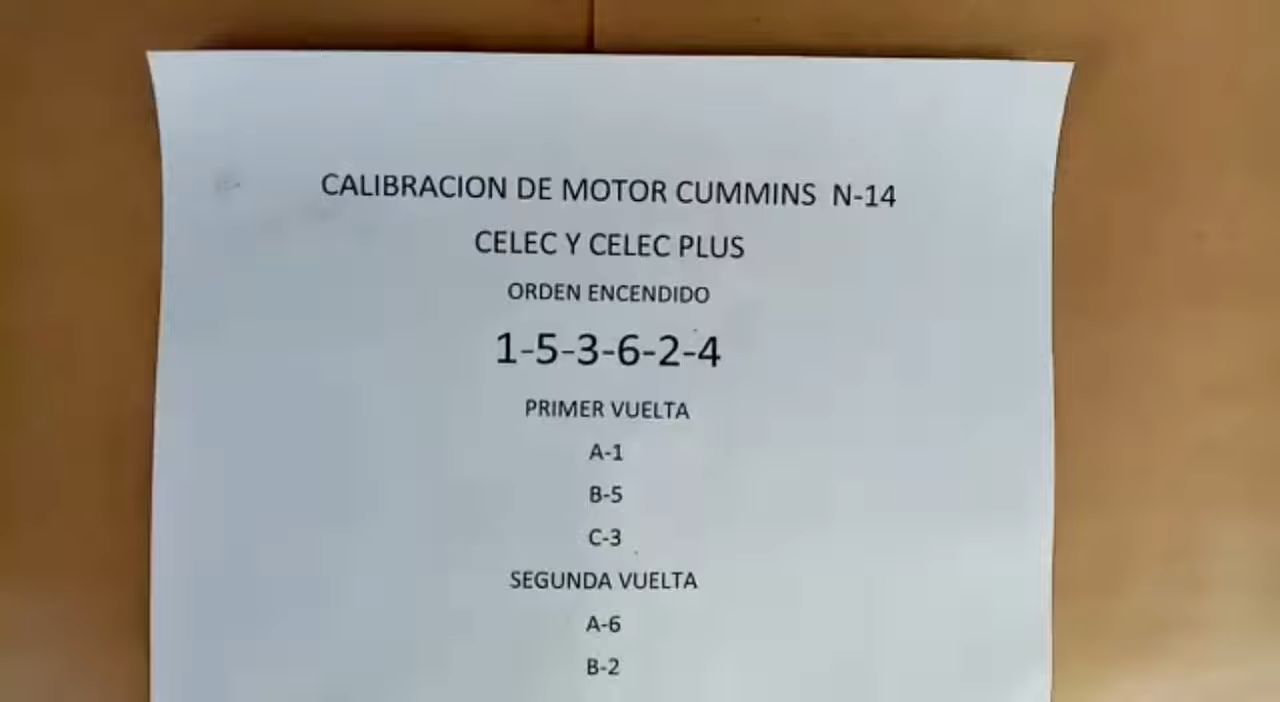 CALIBRACION DE MOTOR CUMMINS N-14
CELEC Y CELEC PLUS
ORDEN ENCENDIDO
1-5-3-6-2-4
PRIMER VUELTA
A-1
B-5
C-3
SEGUNDA VUELTA
A-6
B-2